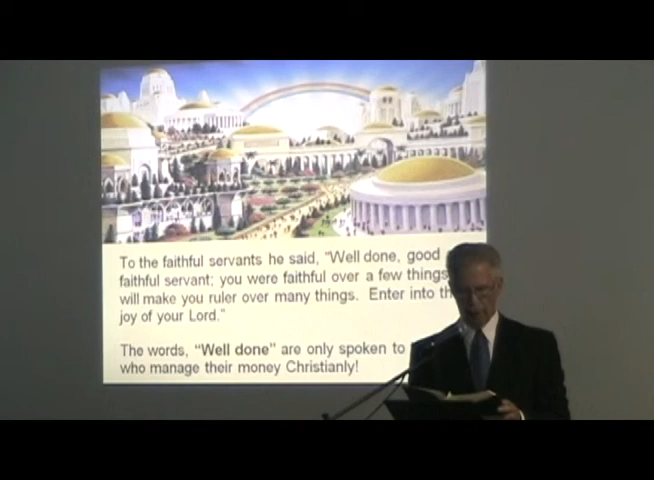 To the faithful servants he said, "Well done, good
faithful servant; you were faithful over a few things
will make you ruler over many things. Enter into th
joy of your Lord."
The words, "Well done" are only spoken to
who manage their money Christianly!